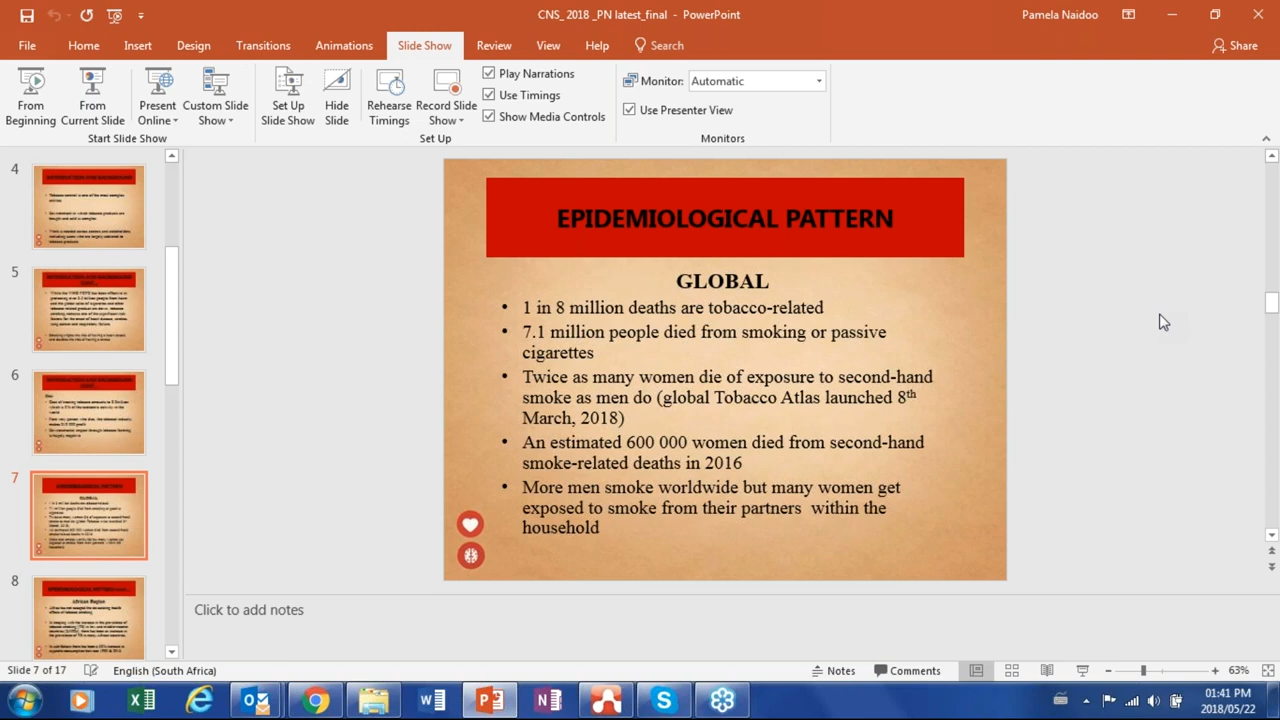 CNS_ 2018 _PN latest_final - PowerPoint
Pamela Naidoo
File Home Insert Design Transitions Animations Slide Show Review View Help Search Share
From Beginning
From Current Slide
Present Online
Custom Slide Show
Start Slide Show
Set Up Slide Show
Hide Slide
Rehearse Timings
Record Slide Show
Play Narrations
Use Timings
Show Media Controls
Set Up
Monitor: Automatic
Use Presenter View
Monitors
4
5
6
7
8
EPIDEMIOLOGICAL PATTERN
GLOBAL
1 in 8 million deaths are tobacco-related
• 7.1 million people died from smoking or passive
cigarettes
• Twice as many women die of exposure to second-hand
smoke as men do (global Tobacco Atlas launched 8th
March, 2018)
• An estimated 600 000 women died from second-hand
smoke-related deaths in 2016
• More men smoke worldwide but many women get
exposed to smoke from their partners within the
household
Click to add notes
Slide 7 of 17 English (South Africa) Notes Comments 63%
01:41 PM
2018/05/22